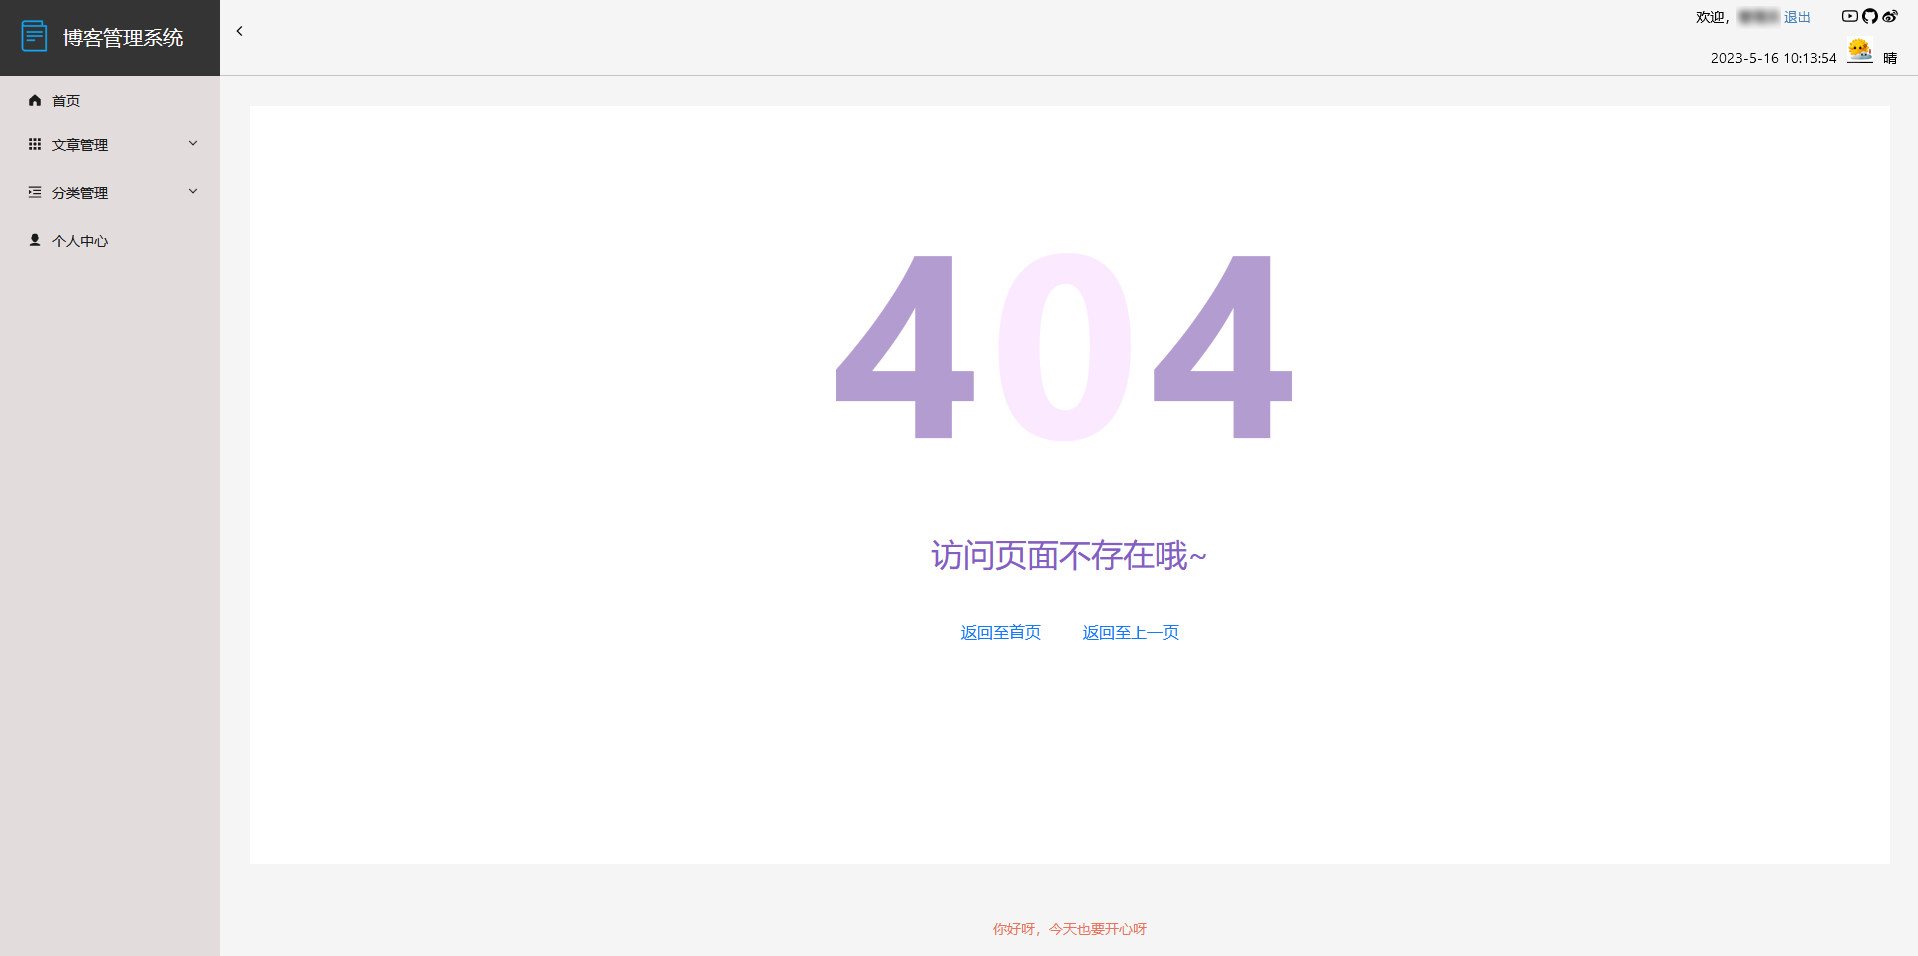 博客管理系统
欢迎，
退出
2023-5-16 10:13:54
晴
首页
文章管理
分类管理
个人中心
404
访问页面不存在哦~
返回至首页
返回至上一页
你好呀，今天也要开心呀